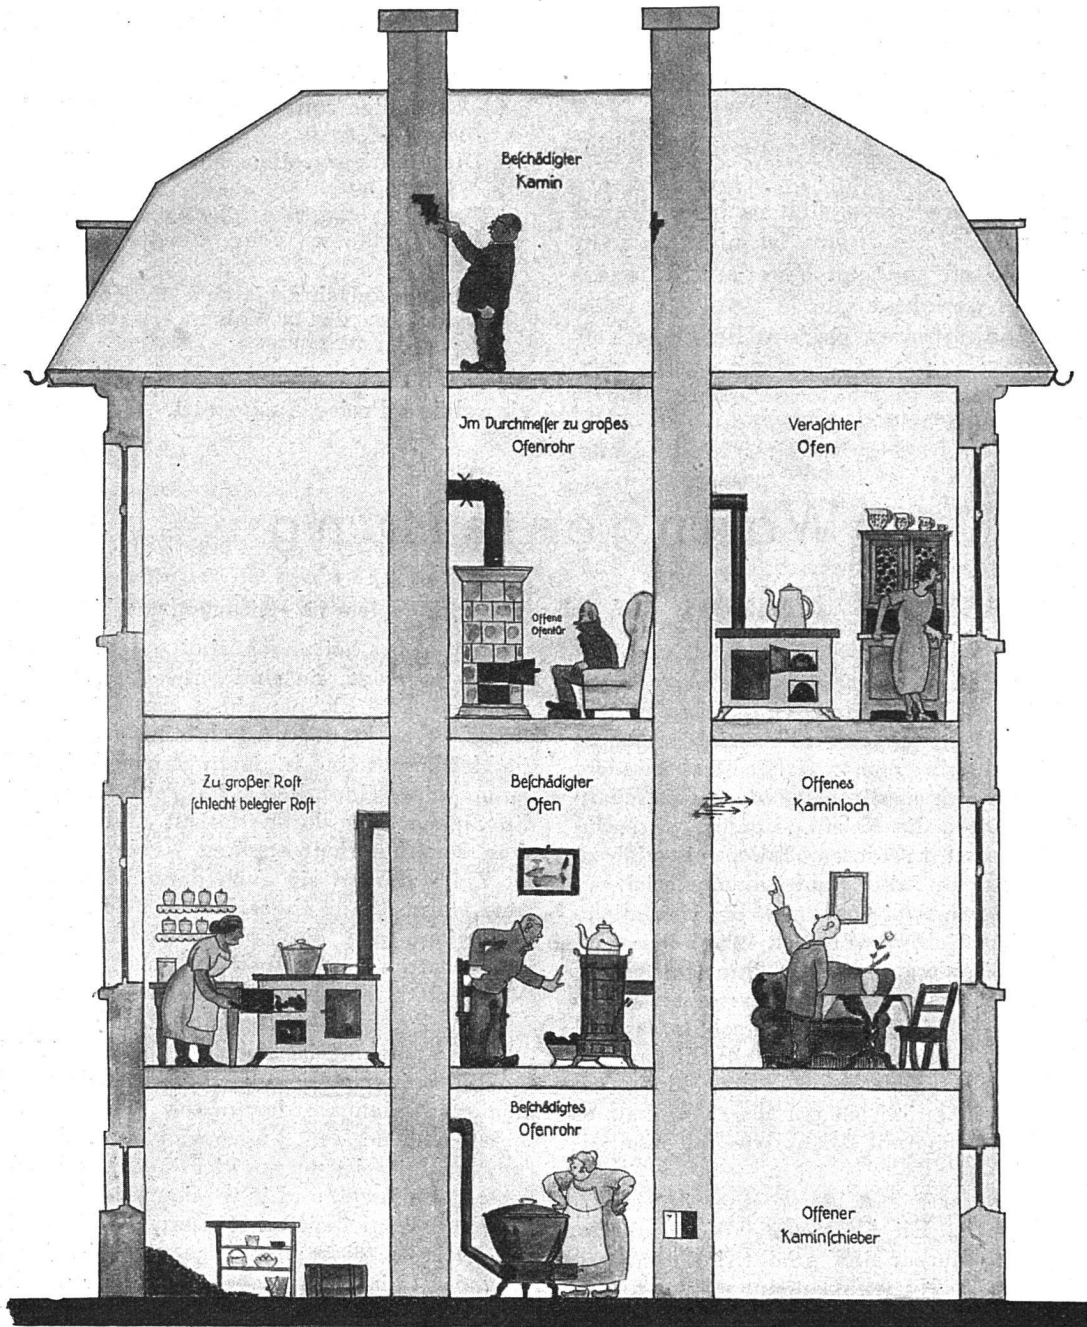 Beſchädigter
Kamin
Im Durchmeſſer zu großes
Ofenrohr
Veraſchter
Ofen
Offene
Ofentür
Zu großer Roſt
ſchlecht belegter Roſt
Beſchädigter
Ofen
Offenes
Kaminloch
Beſchädigtes
Ofenrohr
Offener
Kaminſchieber